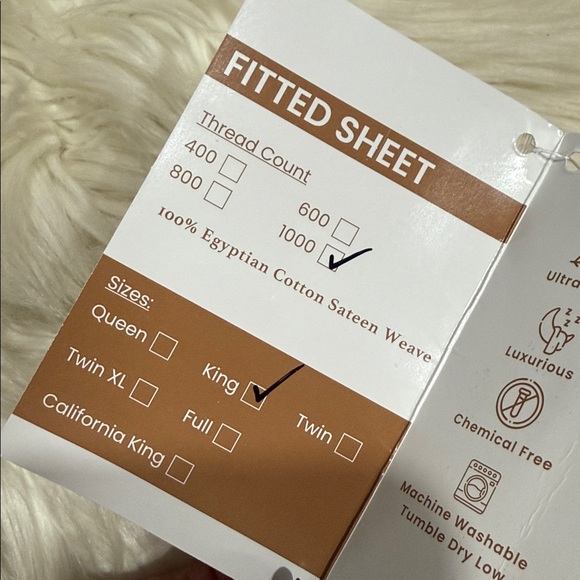 FITTED SHEET
Thread Count
400
600
800
1000
100% Egyptian Cotton Sateen Weave
Sizes:
Queen
King
Twin
Twin XL
Full
California King
Ultra
z z
Luxurious
Chemical Free
Machine Washable
Tumble Dry Low